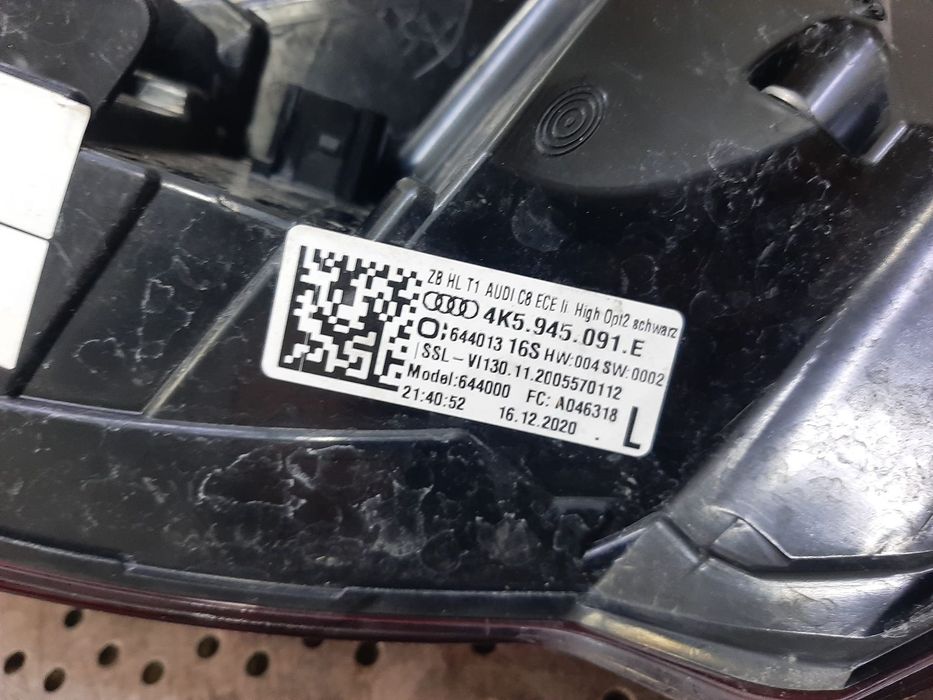 ZB HL T1 AUDI C8 ECE li. High Opt2 schwarz
4K5.945.091.E
644013 16S HW:004 SW:0002
SSL-V1130.11.2005570112
Model:644000 FC: A046318
21:40:52 16.12.2020 L